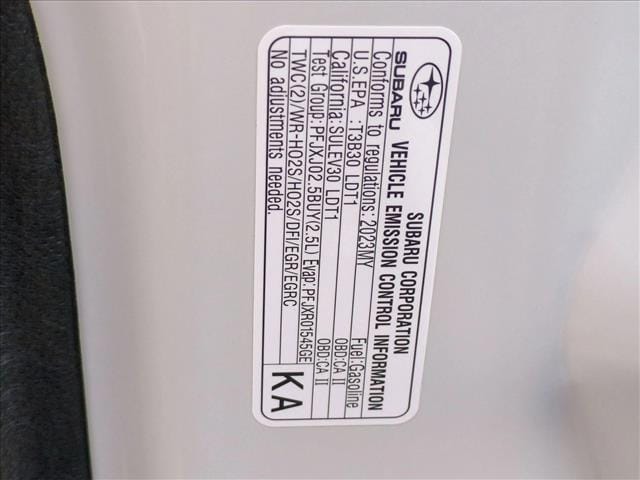 SUBARU CORPORATION
SUBARU VEHICLE EMISSION CONTROL INFORMATION
Conforms to regulations: 2023MY Fuel:Gasoline
U.S.EPA :T3B30 LDT1 OBD:CA II
California:SULEV30 LDT1 OBD:CA II
Test Group:PFJXJ02.5BUY(2.5L) Evap:PFJXR01545GE
TWC(2)/WR-HO2S/HO2S/DFI/EGR/EGRC
No adjustments needed.
KA